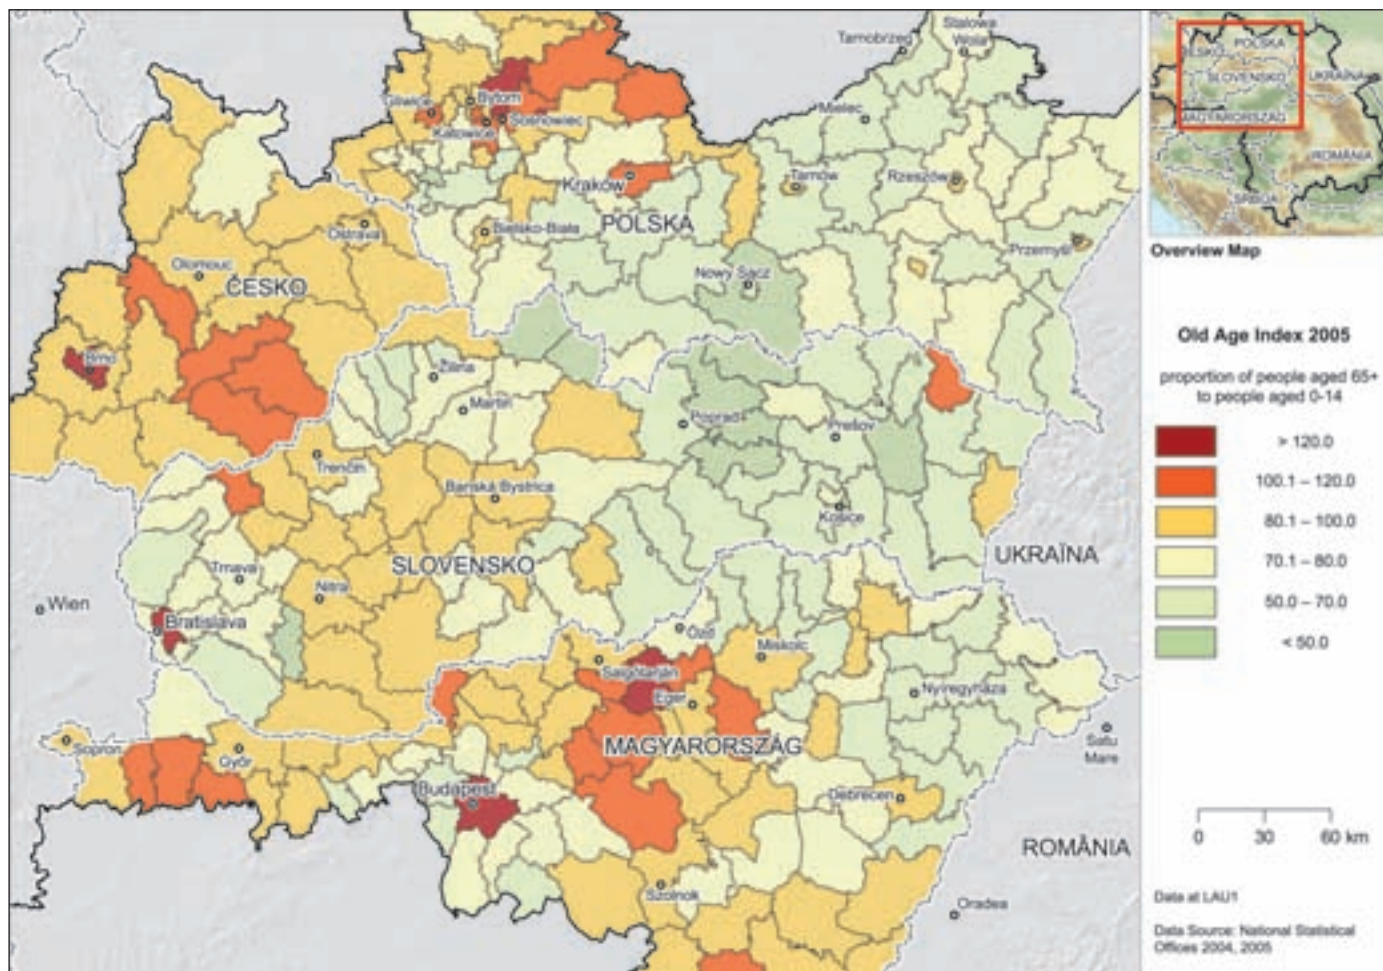 Stalowa
Wola
Tarnobrzeg
Mielec
Gliwice
Bytom
Katowice
Sosnowiec
Kraków
Tarnów
Rzeszów
Przemyśl
POLSKA
Bielsko-Biała
Nowy Sącz
Ostrava
Olomouc
ČESKO
Brno
Žilina
Martin
Poprad
Prešov
Trenčín
Banská Bystrica
Košice
SLOVENSKO
UKRAÏNA
Trnava
Nitra
Wien
Bratislava
Ózd
Miskolc
Salgótarján
Eger
Nyíregyháza
Sopron
Győr
MAGYARORSZÁG
Satu
Mare
Budapest
Debrecen
ROMÂNIA
Szolnok
Oradea
ČESKO
POLSKA
SLOVENSKO
UKRAÏNA
MAGYARORSZÁG
ROMÂNIA
SRBIJA
Overview Map
Old Age Index 2005
proportion of people aged 65+
to people aged 0-14
> 120.0
100.1 – 120.0
80.1 – 100.0
70.1 – 80.0
50.0 – 70.0
< 50.0
0 30 60 km
Data at LAU1
Data Source: National Statistical
Offices 2004, 2005